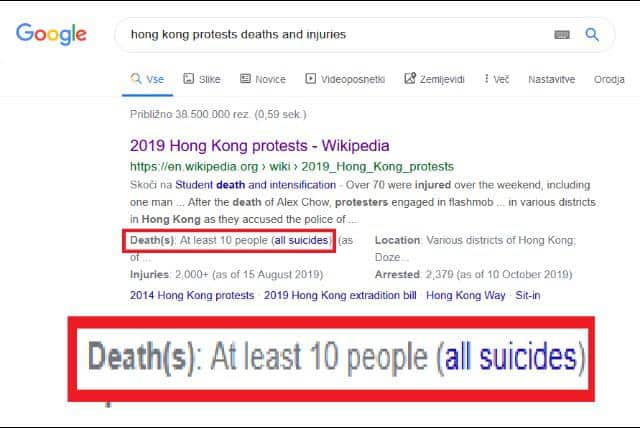 Google
hong kong protests deaths and injuries
Vse Slike Novice Videoposnetki Zemljevidi Več Nastavitve Orodja
Približno 38.500.000 rez. (0,59 sek.)
2019 Hong Kong protests - Wikipedia
https://en.wikipedia.org › wiki › 2019_Hong_Kong_protests
Skoči na Student death and intensification - Over 70 were injured over the weekend, including
one man ... After the death of Alex Chow, protesters engaged in flashmob ... in various districts
in Hong Kong as they accused the police of ...
Death(s): At least 10 people (all suicides) (as
of ...
Location: Various districts of Hong Kong;
Doze...
Injuries: 2,000+ (as of 15 August 2019)
Arrested: 2,379 (as of 10 October 2019)
2014 Hong Kong protests · 2019 Hong Kong extradition bill · Hong Kong Way · Sit-in
Death(s): At least 10 people (all suicides)